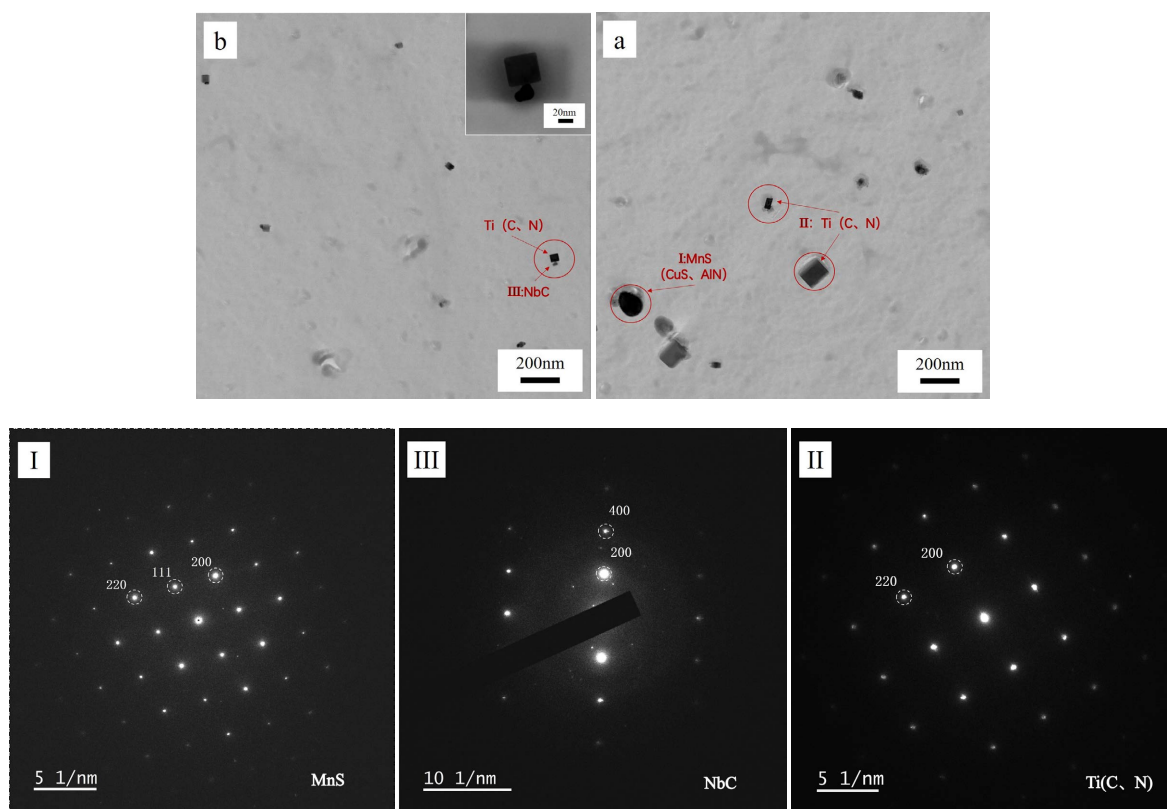 b
20nm
Ti (C、N)
III:NbC
200nm
a
II: Ti (C、N)
I:MnS
(CuS、AlN)
200nm
I
200
111
220
5 1/nm
MnS
III
400
200
10 1/nm
NbC
II
200
220
5 1/nm
Ti(C、N)